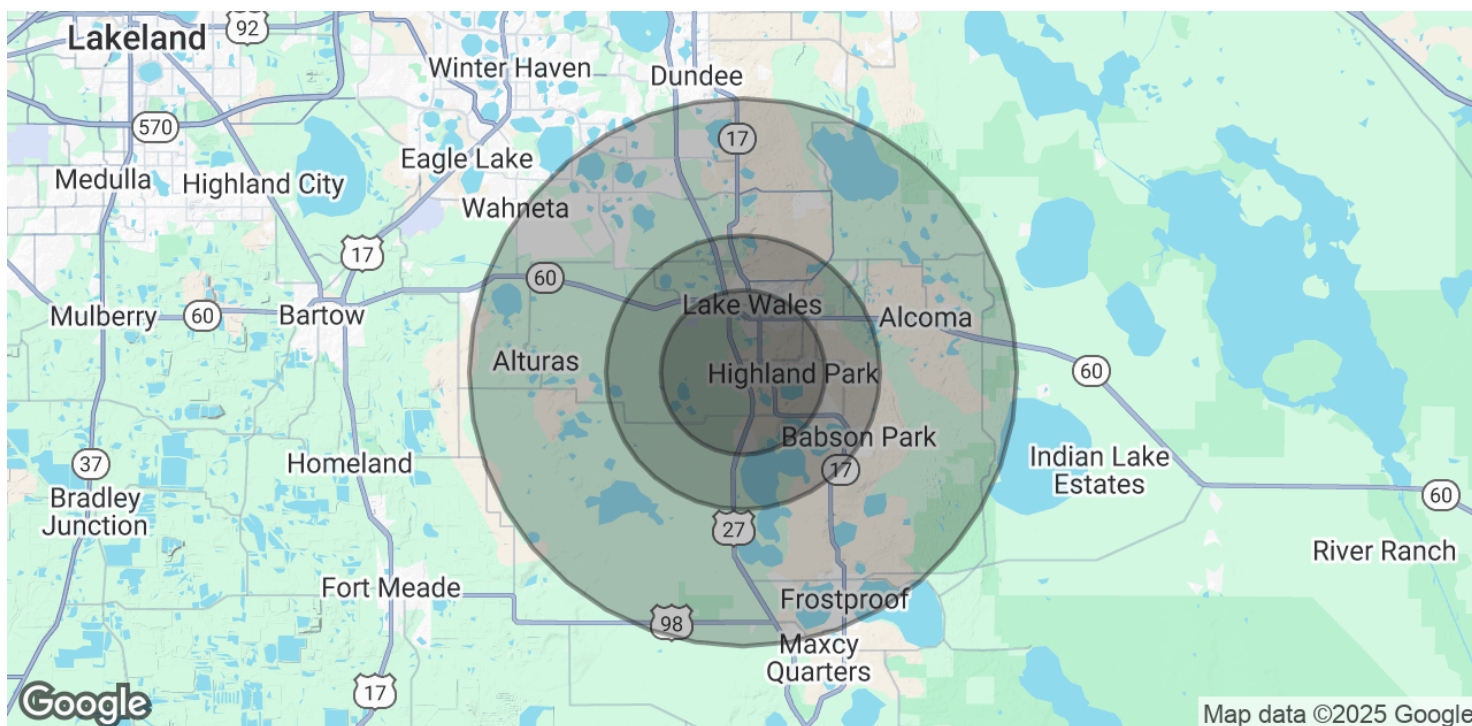 Lakeland
92
Winter Haven
Dundee
570
17
Eagle Lake
Medulla
Highland City
Wahneta
17
60
Lake Wales
Mulberry
60
Bartow
Alcoma
Alturas
Highland Park
60
Babson Park
37
Homeland
17
Indian Lake
Estates
Bradley
Junction
60
27
River Ranch
Fort Meade
Frostproof
98
Maxcy
Quarters
17
Google
Map data ©2025 Google